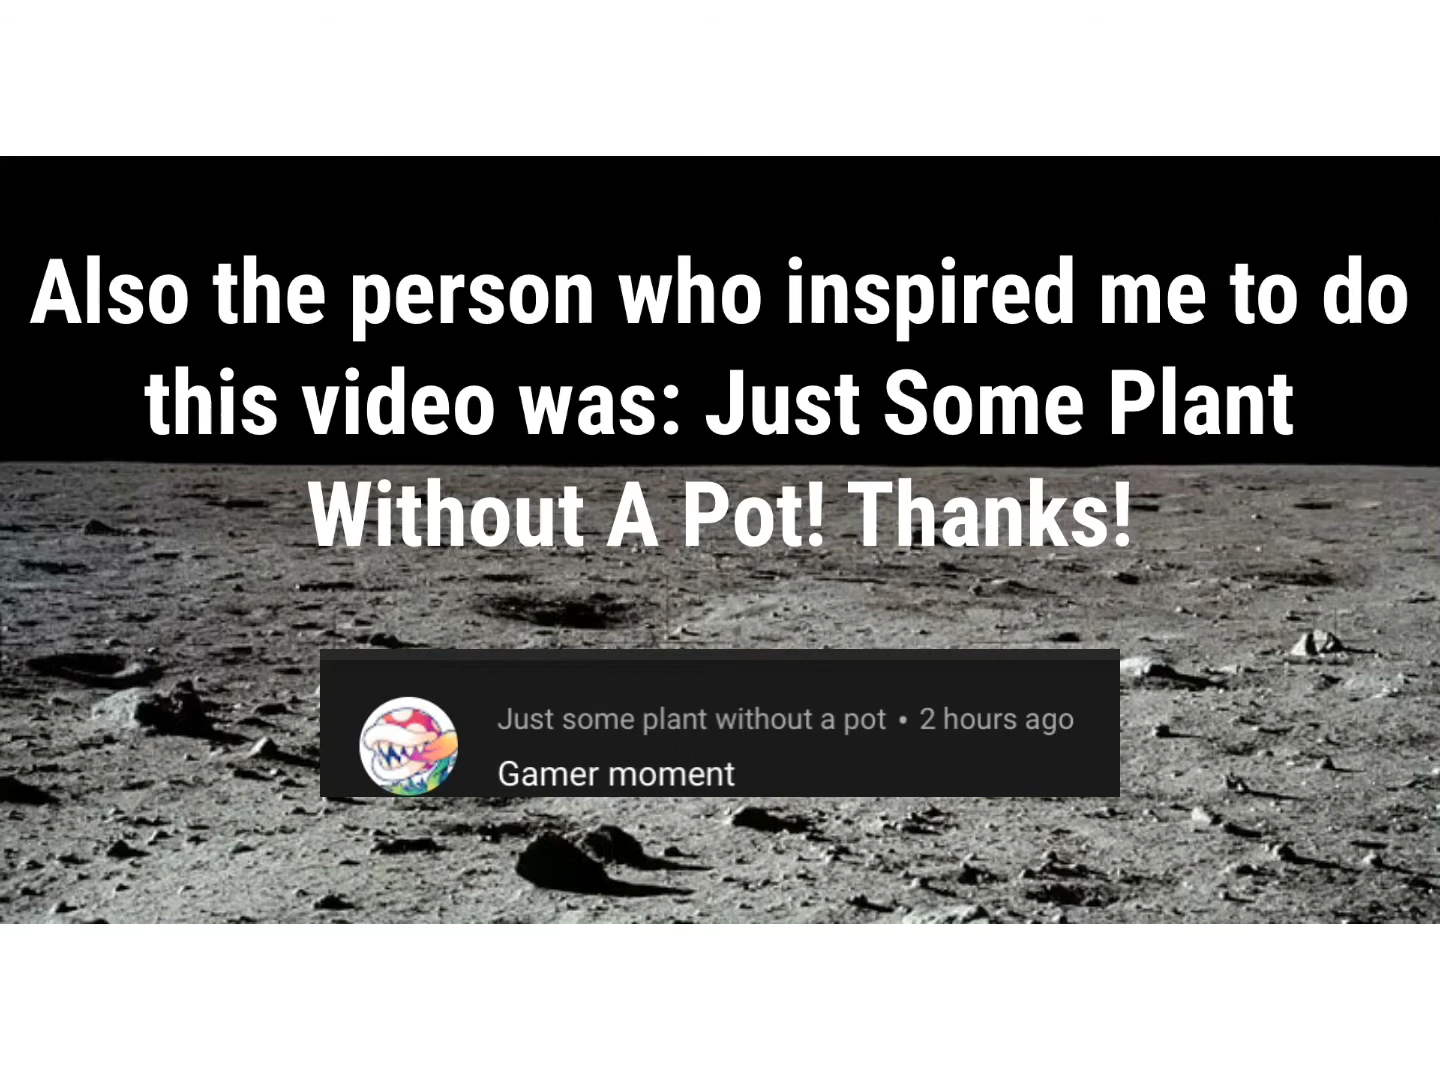 Also the person who inspired me to do
this video was: Just Some Plant
Without A Pot! Thanks!
Just some plant without a pot • 2 hours ago
Gamer moment